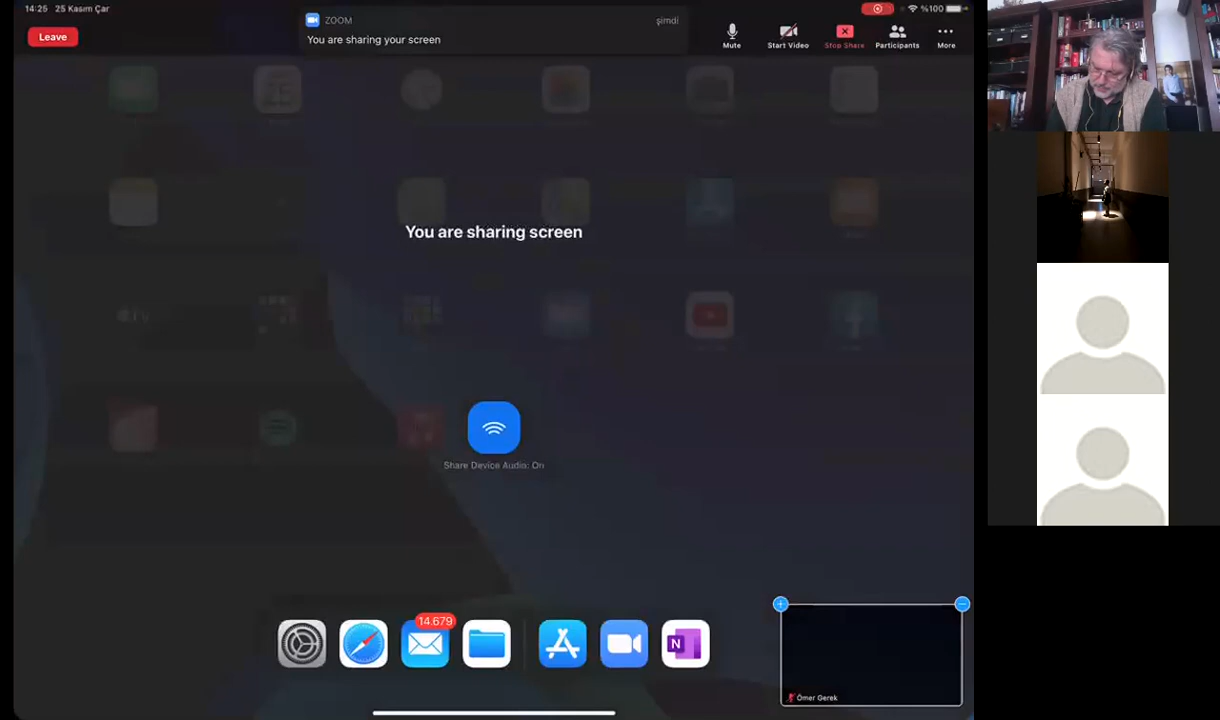 14:25 25 Kasım Çar
%100
Leave
ZOOM
şimdi
You are sharing your screen
Mute
Start Video
Stop Share
Participants
More
You are sharing screen
Share Device Audio: On
14.679
N
Ömer Gerek